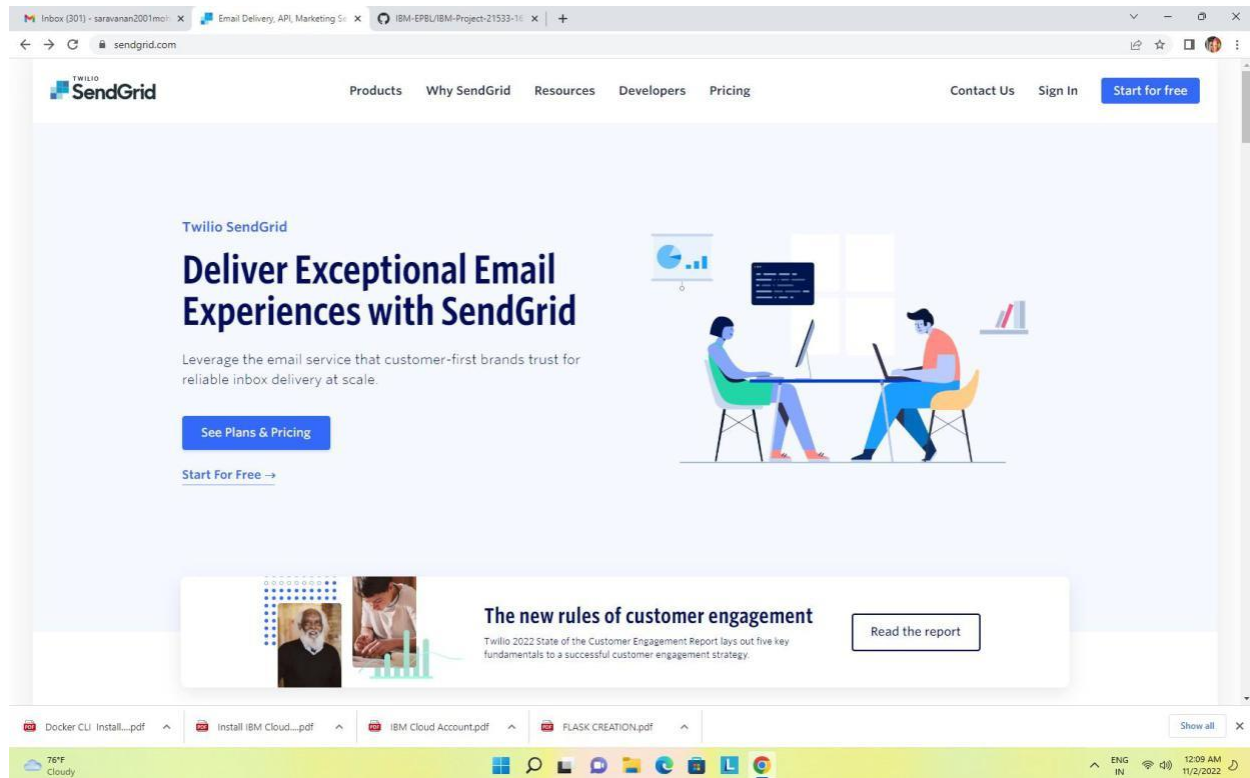 Inbox (301) - saravanan2001moh
Email Delivery, API, Marketing Se
IBM-EPBL/IBM-Project-21533-16
sendgrid.com
TWILIO
SendGrid
Products
Why SendGrid
Resources
Developers
Pricing
Contact Us
Sign In
Start for free
Twilio SendGrid
Deliver Exceptional Email
Experiences with SendGrid
Leverage the email service that customer-first brands trust for
reliable inbox delivery at scale.
See Plans & Pricing
Start For Free →
The new rules of customer engagement
Twilio 2022 State of the Customer Engagement Report lays out five key
fundamentals to a successful customer engagement strategy.
Read the report
Docker CLI Install....pdf
Install IBM Cloud....pdf
IBM Cloud Account.pdf
FLASK CREATION.pdf
Show all
76°F
Cloudy
ENG
IN
12:09 AM
11/2/2022